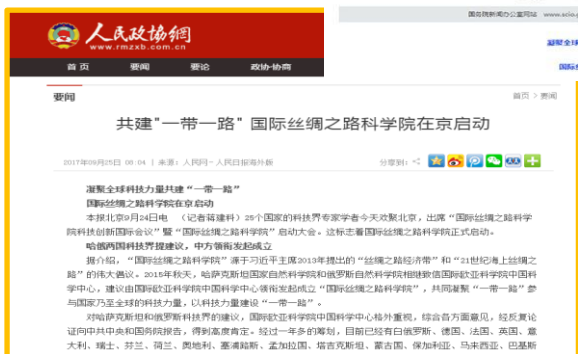 国务院新闻办公室网站 www.scio.
人民政协网
www.rmzxb.com.cn
凝聚全球
国际丝
首页 要闻 要论 政协·协商
要闻
首页 > 要闻
共建"一带一路" 国际丝绸之路科学院在京启动
2017年09月25日 06:04 | 来源：人民网-人民日报海外版
分享到：
凝聚全球科技力量共建“一带一路”
国际丝绸之路科学院在京启动
本报北京9月24日电 （记者蒋建科）25个国家的科技界专家学者今天欢聚北京，出席“国际丝绸之路科学
院科技创新国际会议”暨“国际丝绸之路科学院”启动大会。这标志着国际丝绸之路科学院正式启动。
哈俄两国科技界提建议，中方领衔发起成立
据介绍，“国际丝绸之路科学院”源于习近平主席2013年提出的“丝绸之路经济带”和“21世纪海上丝绸之
路”的伟大倡议。2015年秋天，哈萨克斯坦国家自然科学院和俄罗斯自然科学院相继致信国际欧亚科学院中国科
学中心，建议由国际欧亚科学院中国科学中心领衔发起成立“国际丝绸之路科学院”，共同凝聚“一带一路”参
与国家乃至全球的科技力量，以科技力量建设“一带一路”。
对哈萨克斯坦和俄罗斯科技界的建议，国际欧亚科学院中国科学中心格外重视，综合各方面意见，经反复论
证向中共中央和国务院报告，得到高度肯定。经过一年多的筹划，目前已经有白俄罗斯、德国、法国、英国、意
大利、瑞士、芬兰、荷兰、奥地利、塞浦路斯、孟加拉国、塔吉克斯坦、蒙古国、保加利亚、马来西亚、巴基斯